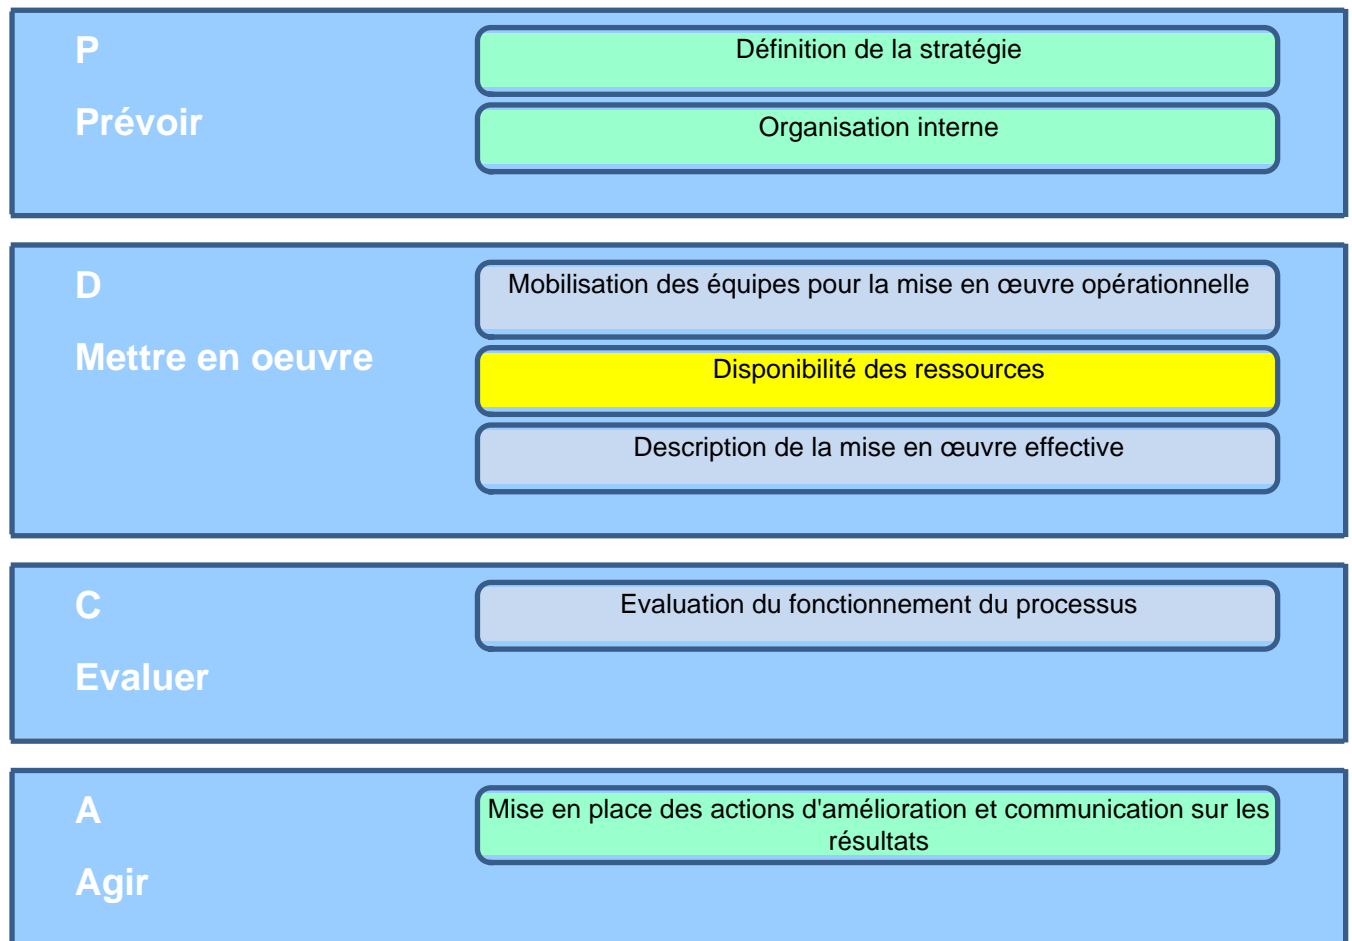 P
Prévoir
Définition de la stratégie
Organisation interne
D
Mettre en oeuvre
Mobilisation des équipes pour la mise en œuvre opérationnelle
Disponibilité des ressources
Description de la mise en œuvre effective
C
Evaluer
Evaluation du fonctionnement du processus
A
Agir
Mise en place des actions d'amélioration et communication sur les
résultats